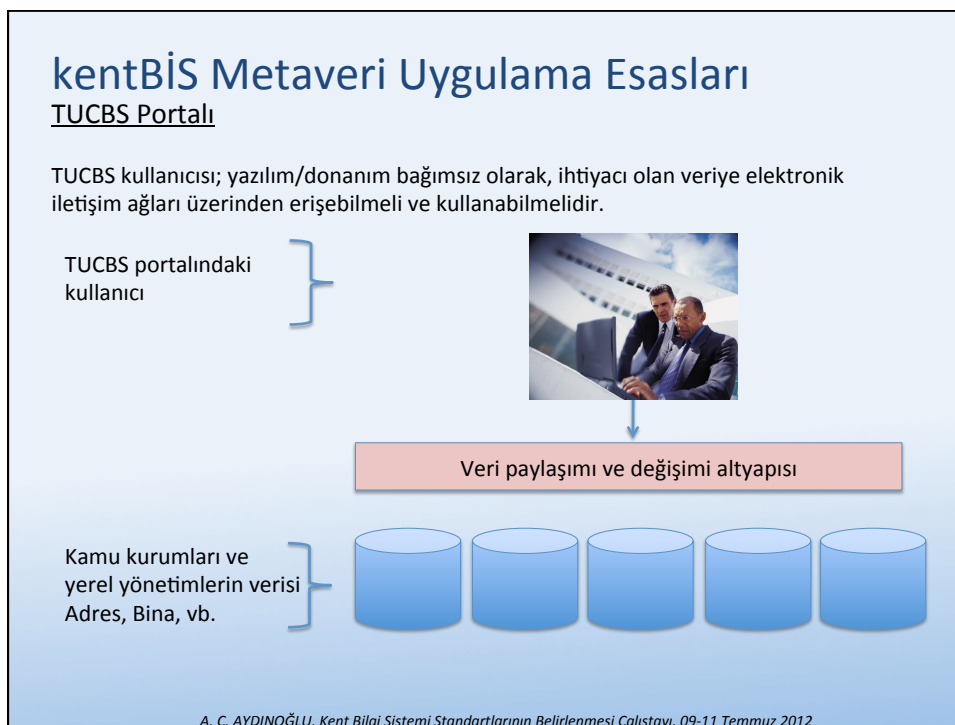 kentBİS Metaveri Uygulama Esasları
TUCBS Portalı
TUCBS kullanıcısı; yazılım/donanım bağımsız olarak, ihtiyacı olan veriye elektronik
iletişim ağları üzerinden erişebilmeli ve kullanabilmelidir.
TUCBS portalındaki
kullanıcı
Veri paylaşımı ve değişimi altyapısı
Kamu kurumları ve
yerel yönetimlerin verisi
Adres, Bina, vb.
A. Ç. AYDINOĞLU, Kent Bilgi Sistemi Standartlarının Belirlenmesi Çalıştayı, 09-11 Temmuz 2012